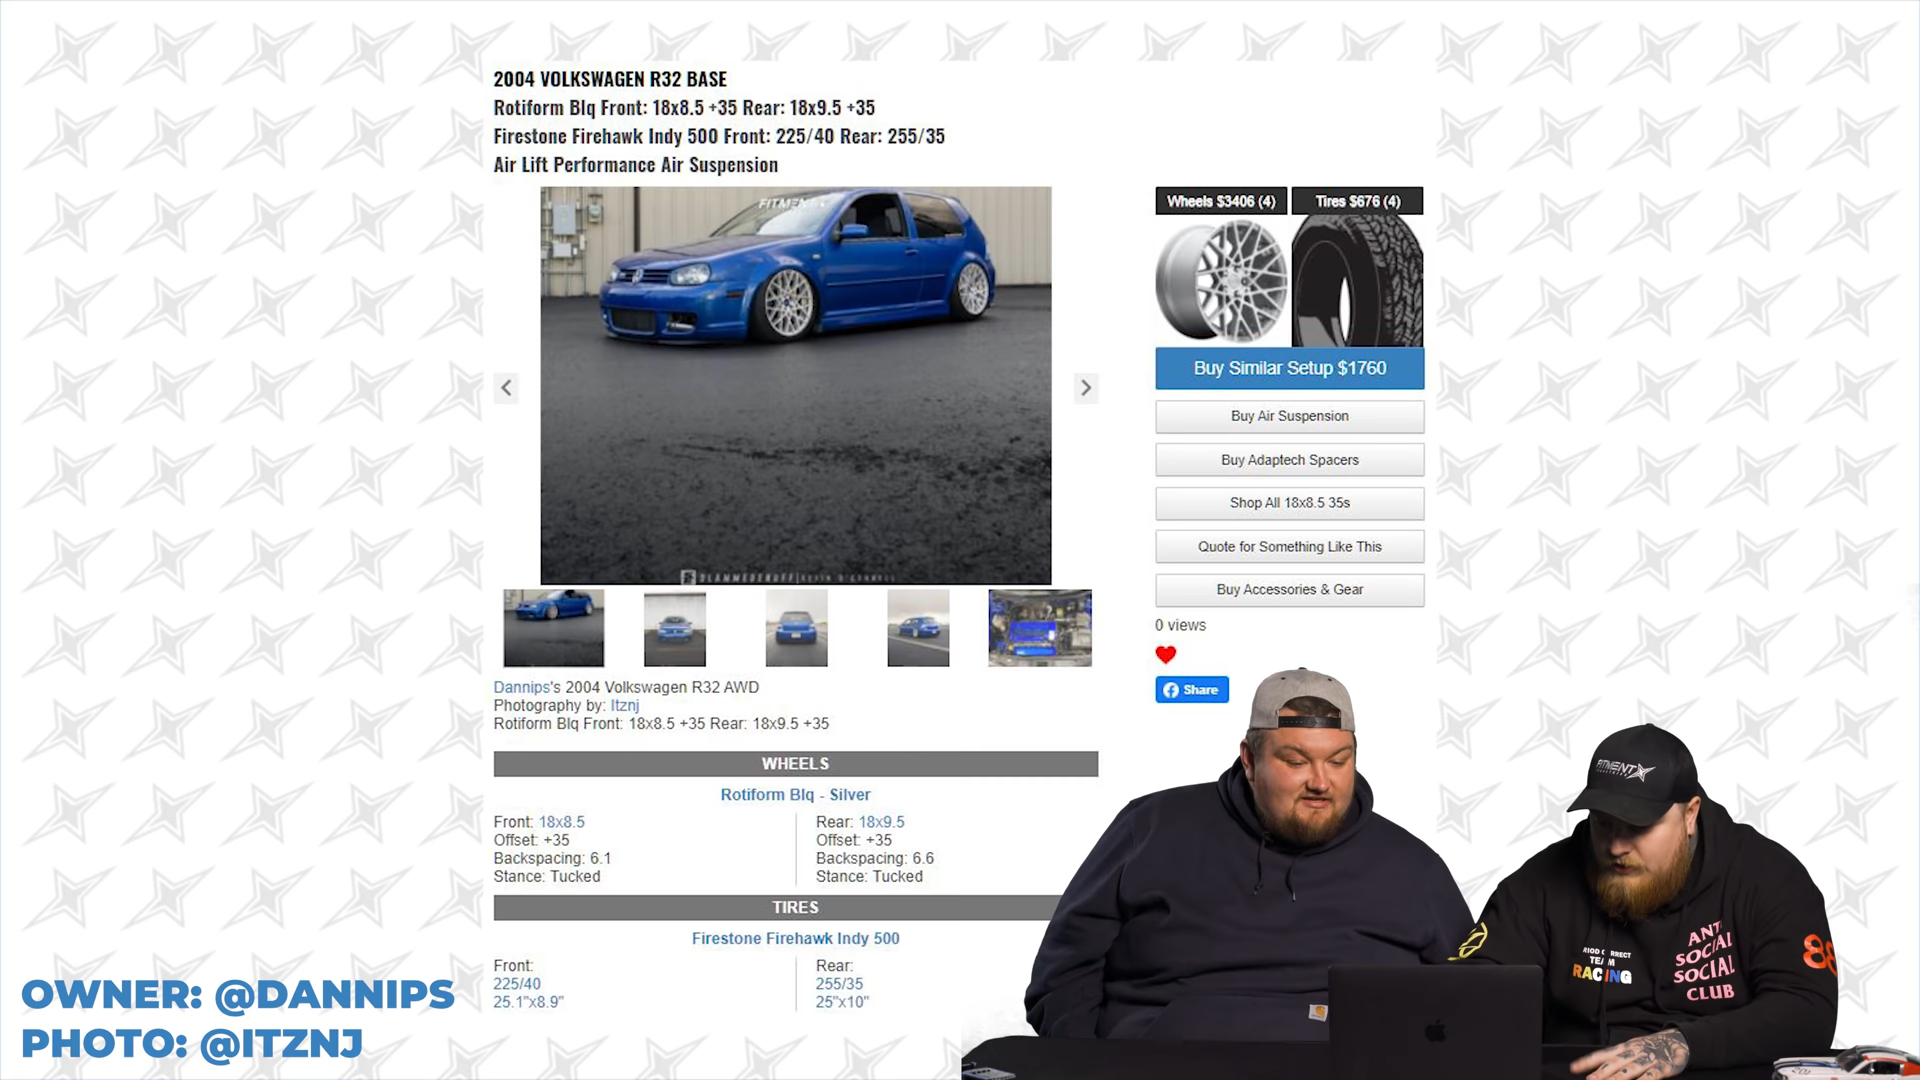 2004 VOLKSWAGEN R32 BASE
Rotiform Blq Front: 18x8.5 +35 Rear: 18x9.5 +35
Firestone Firehawk Indy 500 Front: 225/40 Rear: 255/35
Air Lift Performance Air Suspension
FITMENT
Wheels $3406 (4)
Tires $676 (4)
Buy Similar Setup $1760
Buy Air Suspension
Buy Adaptech Spacers
Shop All 18x8.5 35s
Quote for Something Like This
Buy Accessories & Gear
0 views
Share
Dannips's 2004 Volkswagen R32 AWD
Photography by: Itznj
Rotiform Blq Front: 18x8.5 +35 Rear: 18x9.5 +35
WHEELS
Rotiform Blq - Silver
Front: 18x8.5
Offset: +35
Backspacing: 6.1
Stance: Tucked
Rear: 18x9.5
Offset: +35
Backspacing: 6.6
Stance: Tucked
TIRES
Firestone Firehawk Indy 500
Front:
225/40
25.1"x8.9"
Rear:
255/35
25"x10"
OWNER: @DANNIPS
PHOTO: @ITZNJ
FITMENT
TEAM
RACING
ANTI
SOCIAL
SOCIAL
CLUB
88